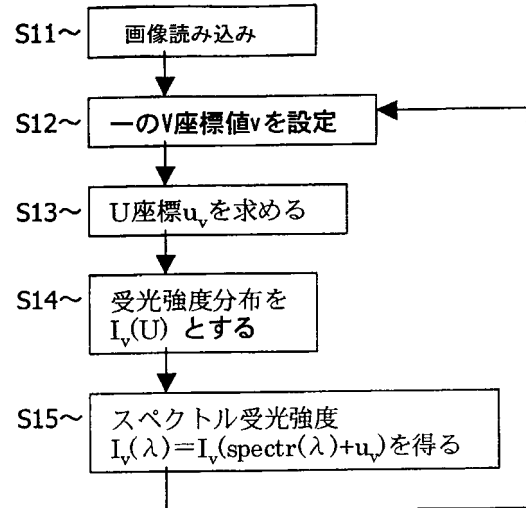 S11～ 画像読み込み
S12～ 一のV座標値vを設定
S13～ U座標u_vを求める
S14～ 受光強度分布を
I_v(U) とする
S15～ スペクトル受光強度
I_v(λ)=I_v(spectr(λ)+u_v)を得る